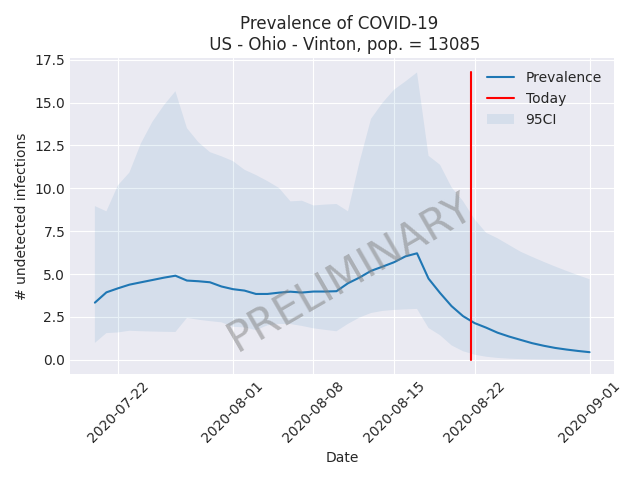 Prevalence of COVID-19
US - Ohio - Vinton, pop. = 13085
17.5
15.0
12.5
10.0
7.5
5.0
2.5
0.0
# undetected infections
Prevalence
Today
95CI
PRELIMINARY
2020-07-22
2020-08-01
2020-08-08
2020-08-15
2020-08-22
2020-09-01
Date